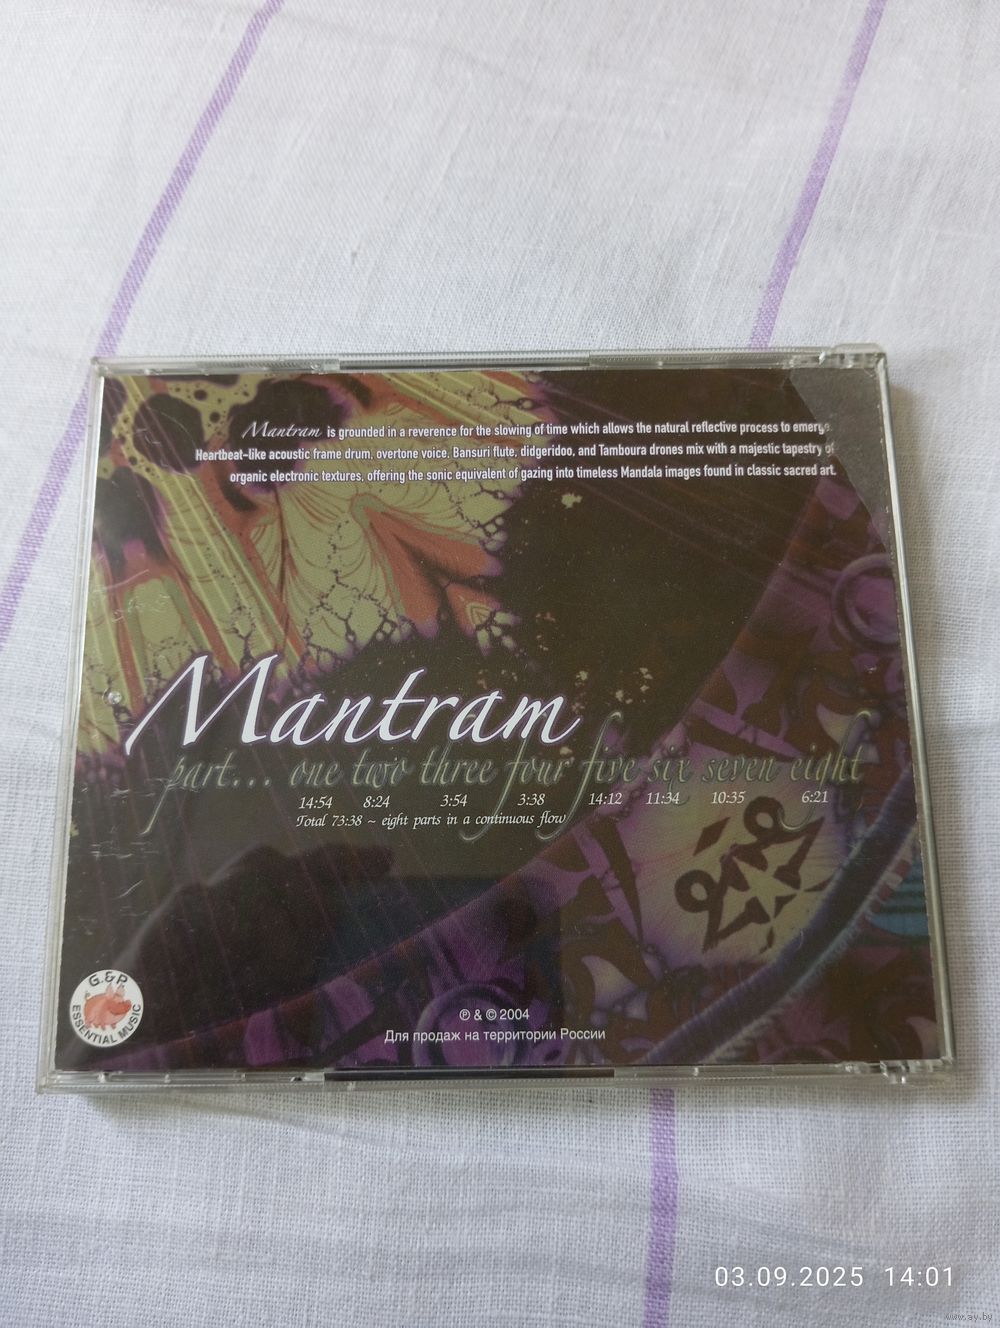 Mantram is grounded in a reverence for the slowing of time which allows the natural reflective process to emerge.
Heartbeat-like acoustic frame drum, overtone voice, Bansuri flute, didgeridoo, and Tamboura drones mix with a majestic tapestry of
organic electronic textures, offering the sonic equivalent of gazing into timeless Mandala images found in classic sacred art.
Mantram
part... one two three four five six seven eight
14:54 8:24 3:54 3:38 14:12 11:34 10:35 6:21
Total 73:38 ~ eight parts in a continuous flow
G.&P.
ESSENTIAL MUSIC
℗ & © 2004
Для продаж на территории России
03.09.2025 14:01
www.ay.by